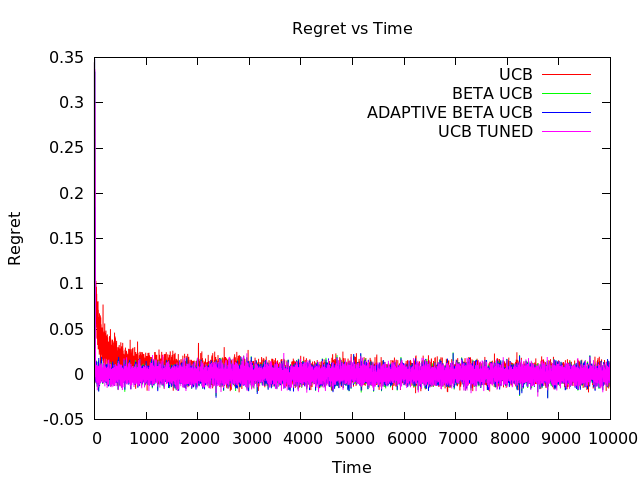 Regret vs Time
0.35
0.3
0.25
0.2
0.15
0.1
0.05
0
-0.05
Regret
UCB
BETA UCB
ADAPTIVE BETA UCB
UCB TUNED
0 1000 2000 3000 4000 5000 6000 7000 8000 9000 10000
Time